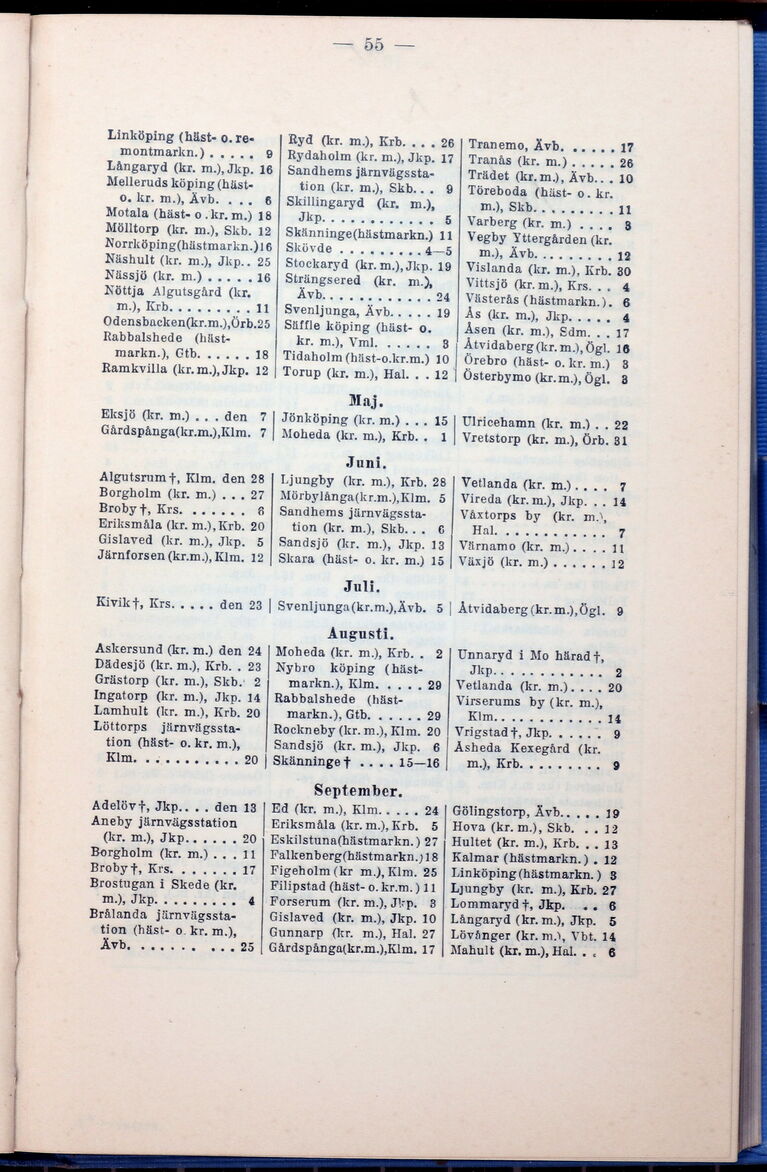 — 55 —
Linköping (häst- o. re-
montmarkn.) . . . . . 9
Långaryd (kr. m.), Jkp. 16
Melleruds köping (häst-
o. kr. m.), Ävb. . . . 6
Motala (häst- o. kr. m.) 18
Mölltorp (kr. m.), Skb. 12
Norrköping(hästmarkn.)16
Näshult (kr. m.), Jkp.. 25
Nässjö (kr. m.) . . . . . 16
Nöttja Algutsgård (kr.
m.), Krb. . . . . . . . . 11
Odensbacken(kr.m.),Örb.25
Rabbalshede (häst-
markn.), Gtb. . . . . . 18
Ramkvilla (kr.m.),Jkp. 12
Ryd (kr. m.), Krb. . . . 26
Rydaholm (kr. m.), Jkp. 17
Sandhems järnvägssta-
tion (kr. m.), Skb. . . 9
Skillingaryd (kr. m.),
Jkp. . . . . . . . . . . . 5
Skänninge(hästmarkn.) 11
Skövde . . . . . . . . . 4—5
Stockaryd (kr. m.),Jkp. 19
Strängsered (kr. m.),
Ävb. . . . . . . . . . . . 24
Svenljunga, Ävb. . . . . 19
Säffle köping (häst- o.
kr. m.), Vml. . . . . . 3
Tidaholm (häst-o.kr.m.) 10
Torup (kr. m.), Hal. . . 12
Tranemo, Ävb. . . . . . 17
Tranås (kr. m.) . . . . . 26
Trädet (kr.m.), Ävb. . . 10
Töreboda (häst- o. kr.
m.), Skb. . . . . . . . . 11
Varberg (kr. m.) . . . . 3
Vegby Yttergården (kr.
m.), Ävb. . . . . . . . . 12
Vislanda (kr. m.), Krb. 30
Vittsjö (kr. m.), Krs. . . 4
Västerås (hästmarkn.). 6
Ås (kr. m.), Jkp. . . . . 4
Åsen (kr. m.), Sdm. . . 17
Åtvidaberg(kr.m.),Ögl. 16
Örebro (häst- o. kr. m.) 3
Österbymo (kr.m.), Ögl. 3
Maj.
Eksjö (kr. m.) . . . den 7
Gårdspånga(kr.m.),Klm. 7
Jönköping (kr. m.) . . . 15
Moheda (kr. m.), Krb. . 1
Ulricehamn (kr. m.) . . 22
Vretstorp (kr. m.), Örb. 31
Juni.
Algutsrum †, Klm. den 28
Borgholm (kr. m.) . . . 27
Broby †, Krs. . . . . . . 6
Eriksmåla (kr. m.), Krb. 20
Gislaved (kr. m.), Jkp. 5
Järnforsen(kr.m.),Klm. 12
Ljungby (kr. m.), Krb. 28
Mörbylånga(kr.m.),Klm. 5
Sandhems järnvägssta-
tion (kr. m.), Skb. . . 6
Sandsjö (kr. m.), Jkp. 13
Skara (häst- o. kr. m.) 15
Vetlanda (kr. m.) . . . . 7
Vireda (kr. m.), Jkp. . . 14
Våxtorps by (kr. m.),
Hal. . . . . . . . . . . . 7
Värnamo (kr. m.) . . . . 11
Växjö (kr. m.) . . . . . . 12
Juli.
Kivik †, Krs. . . . . den 23
Svenljunga(kr.m.),Ävb. 5
Åtvidaberg(kr.m.),Ögl. 9
Augusti.
Askersund (kr. m.) den 24
Dädesjö (kr. m.), Krb. . 23
Grästorp (kr. m.), Skb. 2
Ingatorp (kr. m.), Jkp. 14
Lamhult (kr. m.), Krb. 20
Löttorps järnvägssta-
tion (häst- o. kr. m.),
Klm. . . . . . . . . . . 20
Moheda (kr. m.), Krb. . 2
Nybro köping (häst-
markn.), Klm. . . . . . 29
Rabbalshede (häst-
markn.), Gtb. . . . . . 29
Rockneby (kr. m.), Klm. 20
Sandsjö (kr. m.), Jkp. 6
Skänninge † . . . . 15—16
Unnaryd i Mo härad †,
Jkp. . . . . . . . . . . . 2
Vetlanda (kr. m.) . . . . 20
Virserums by (kr. m.),
Klm. . . . . . . . . . . . 14
Vrigstad †, Jkp. . . . . . 9
Åsheda Kexegård (kr.
m.), Krb. . . . . . . . . 9
September.
Adelöv †, Jkp. . . . den 13
Aneby järnvägsstation
(kr. m.), Jkp. . . . . . 20
Borgholm (kr. m.) . . . 11
Broby †, Krs. . . . . . . 17
Brostugan i Skede (kr.
m.), Jkp. . . . . . . . . 4
Brålanda järnvägssta-
tion (häst- o. kr. m.),
Ävb. . . . . . . . . . . 25
Ed (kr. m.), Klm. . . . . 24
Eriksmåla (kr. m.), Krb. 5
Eskilstuna(hästmarkn.) 27
Falkenberg(hästmarkn.)18
Figeholm (kr m.), Klm. 25
Filipstad (häst- o. kr.m.) 11
Forserum (kr. m.), Jkp. 3
Gislaved (kr. m.), Jkp. 10
Gunnarp (kr. m.), Hal. 27
Gårdspånga(kr.m.),Klm. 17
Gölingstorp, Ävb. . . . . 19
Hova (kr. m.), Skb. . . 12
Hultet (kr. m.), Krb. . . 13
Kalmar (hästmarkn.) . 12
Linköping(hästmarkn.) 3
Ljungby (kr. m.), Krb. 27
Lommaryd †, Jkp. . . 6
Långaryd (kr. m.), Jkp. 5
Lövånger (kr. m.), Vbt. 14
Mahult (kr. m.), Hal. . . 6